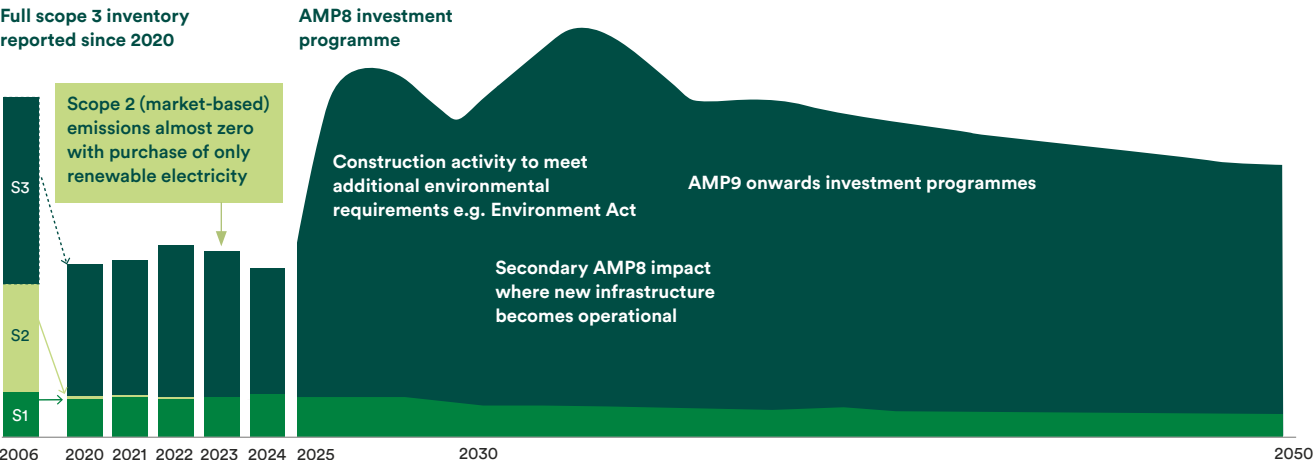 Full scope 3 inventory
reported since 2020
AMP8 investment
programme
Scope 2 (market-based)
emissions almost zero
with purchase of only
renewable electricity
S3
S2
S1
Construction activity to meet
additional environmental
requirements e.g. Environment Act
AMP9 onwards investment programmes
Secondary AMP8 impact
where new infrastructure
becomes operational
2006 2020 2021 2022 2023 2024 2025 2030 2050